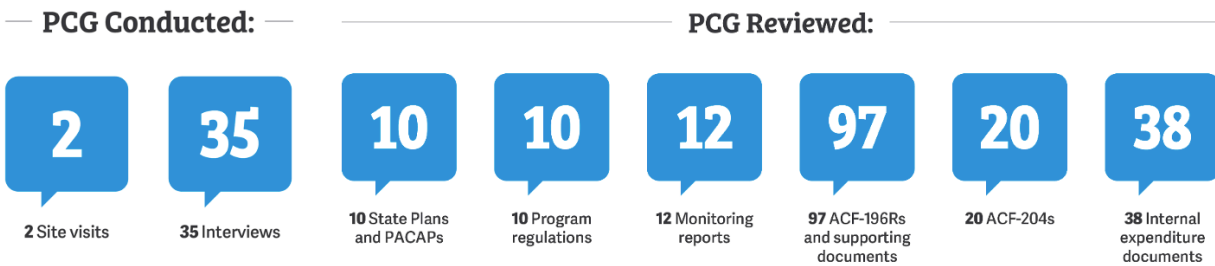 PCG Conducted:
PCG Reviewed:
2
35
10
10
12
97
20
38
2 Site visits
35 Interviews
10 State Plans
and PACAPs
10 Program
regulations
12 Monitoring
reports
97 ACF-196Rs
and supporting
documents
20 ACF-204s
38 Internal
expenditure
documents